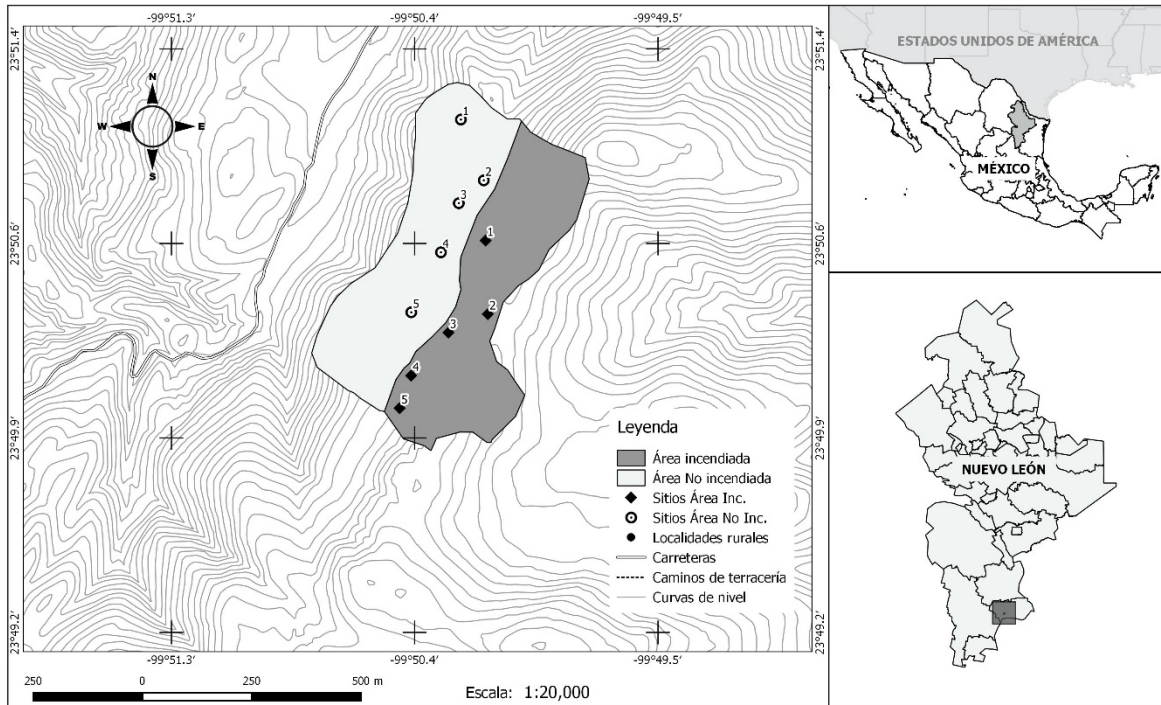 -99°51.3'
-99°50.4'
-99°49.5'
23°51.4'
23°51.4'
N
W
E
S
1
2
3
4
5
1
2
3
4
5
23°50.6'
23°50.6'
23°49.9'
23°49.9'
23°49.2'
23°49.2'
Leyenda
Área incendiada
Área No incendiada
Sitios Área Inc.
Sitios Área No Inc.
Localidades rurales
Carreteras
Caminos de terracería
Curvas de nivel
-99°51.3'
-99°50.4'
-99°49.5'
250
0
250
500 m
Escala: 1:20,000
ESTADOS UNIDOS DE AMÉRICA
MÉXICO
NUEVO LEÓN